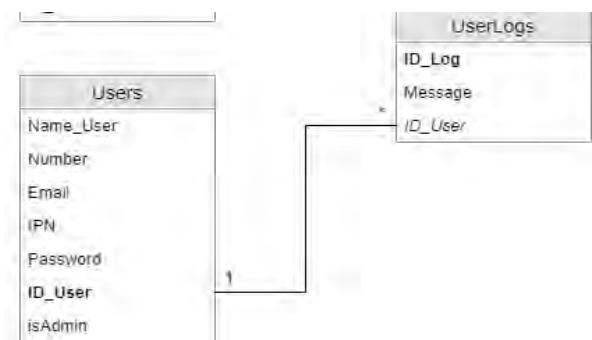 UserLogs
ID_Log
Message
*
ID_User
Users
Name_User
Number
Email
IPN
Password
1
ID_User
isAdmin